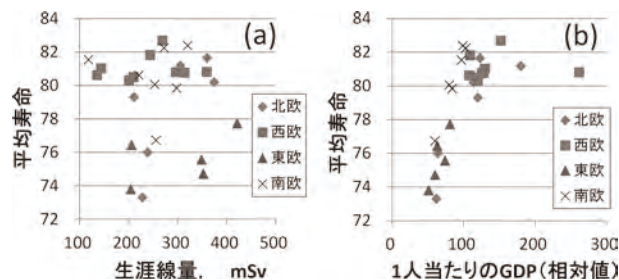 84
82
80
78
76
74
72
平均寿命
(a)
北欧
西欧
東欧
南欧
100 200 300 400 500
生涯線量. mSv
84
82
80
78
76
74
72
平均寿命
(b)
北欧
西欧
東欧
南欧
0 100 200 300
1人当たりのGDP(相対値)